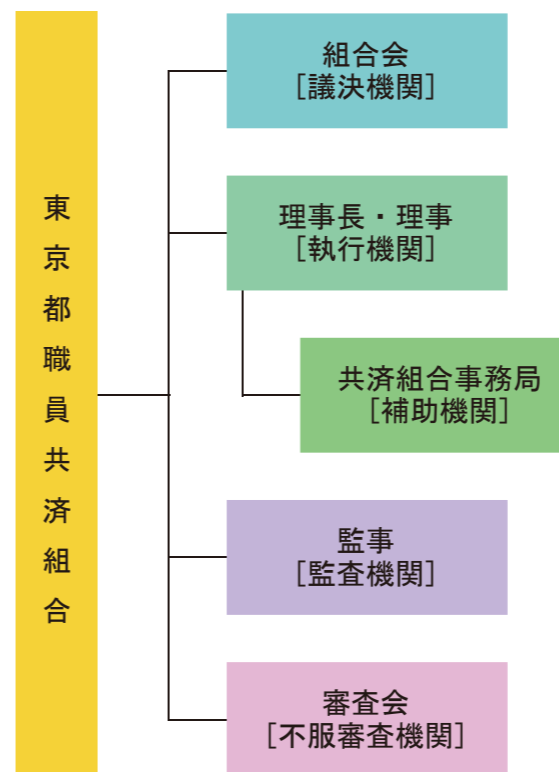 東京都職員共済組合
組合会
［議決機関］
理事長・理事
［執行機関］
共済組合事務局
［補助機関］
監事
［監査機関］
審査会
［不服審査機関］